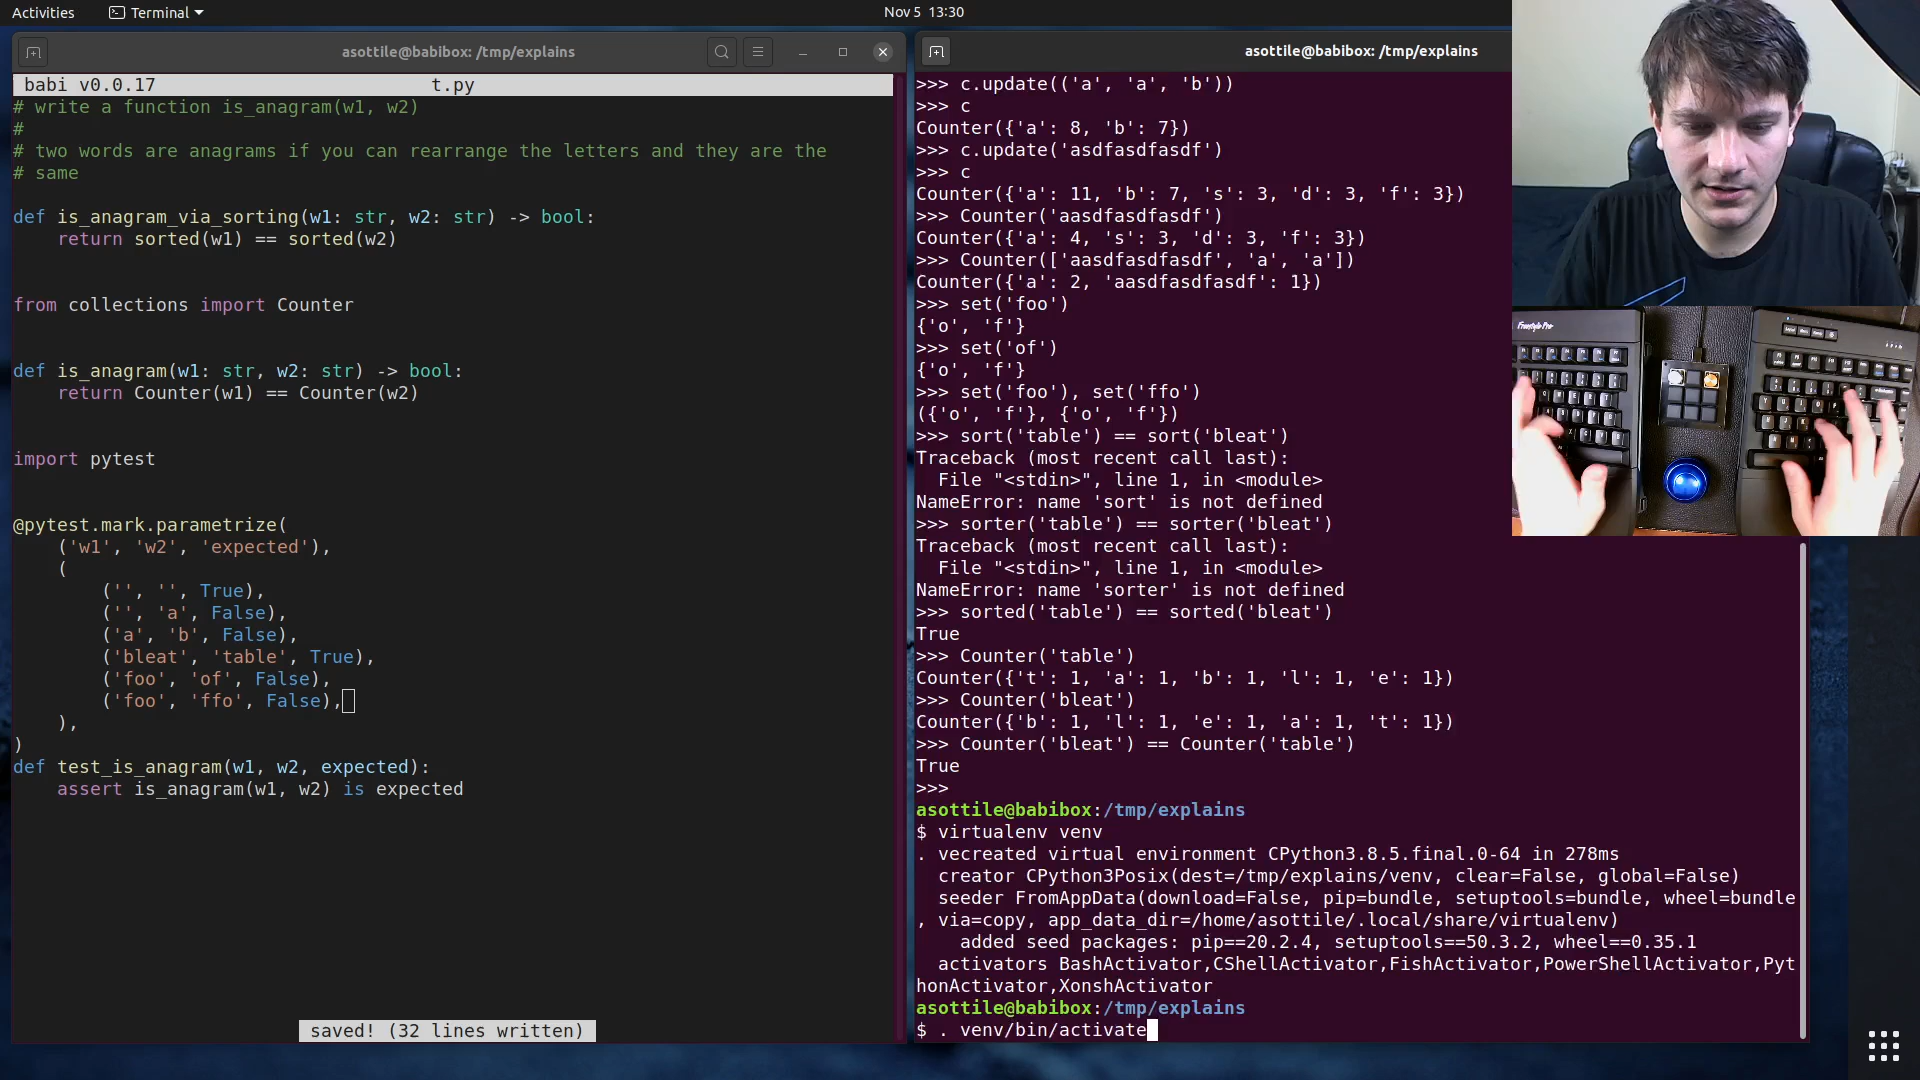 Activities
Terminal
Nov 5 13:30
asottile@babibox: /tmp/explains
babi v0.0.17 t.py
# write a function is_anagram(w1, w2)
#
# two words are anagrams if you can rearrange the letters and they are the
# same
def is_anagram_via_sorting(w1: str, w2: str) -> bool:
    return sorted(w1) == sorted(w2)
from collections import Counter
def is_anagram(w1: str, w2: str) -> bool:
    return Counter(w1) == Counter(w2)
import pytest
@pytest.mark.parametrize(
    ('w1', 'w2', 'expected'),
    (
        ('', '', True),
        ('', 'a', False),
        ('a', 'b', False),
        ('bleat', 'table', True),
        ('foo', 'of', False),
        ('foo', 'ffo', False),
    ),
)
def test_is_anagram(w1, w2, expected):
    assert is_anagram(w1, w2) is expected
saved! (32 lines written)
asottile@babibox: /tmp/explains
>>> c.update(('a', 'a', 'b'))
>>> c
Counter({'a': 8, 'b': 7})
>>> c.update('asdfasdfasdf')
>>> c
Counter({'a': 11, 'b': 7, 's': 3, 'd': 3, 'f': 3})
>>> Counter('aasdfasdfasdf')
Counter({'a': 4, 's': 3, 'd': 3, 'f': 3})
>>> Counter(['aasdfasdfasdf', 'a', 'a'])
Counter({'a': 2, 'aasdfasdfasdf': 1})
>>> set('foo')
{'o', 'f'}
>>> set('of')
{'o', 'f'}
>>> set('foo'), set('ffo')
({'o', 'f'}, {'o', 'f'})
>>> sort('table') == sort('bleat')
Traceback (most recent call last):
  File "<stdin>", line 1, in <module>
NameError: name 'sort' is not defined
>>> sorter('table') == sorter('bleat')
Traceback (most recent call last):
  File "<stdin>", line 1, in <module>
NameError: name 'sorter' is not defined
>>> sorted('table') == sorted('bleat')
True
>>> Counter('table')
Counter({'t': 1, 'a': 1, 'b': 1, 'l': 1, 'e': 1})
>>> Counter('bleat')
Counter({'b': 1, 'l': 1, 'e': 1, 'a': 1, 't': 1})
>>> Counter('bleat') == Counter('table')
True
>>>
asottile@babibox:/tmp/explains
$ virtualenv venv
. vecreated virtual environment CPython3.8.5.final.0-64 in 278ms
  creator CPython3Posix(dest=/tmp/explains/venv, clear=False, global=False)
  seeder FromAppData(download=False, pip=bundle, setuptools=bundle, wheel=bundle
, via=copy, app_data_dir=/home/asottile/.local/share/virtualenv)
    added seed packages: pip==20.2.4, setuptools==50.3.2, wheel==0.35.1
  activators BashActivator,CShellActivator,FishActivator,PowerShellActivator,Pyt
honActivator,XonshActivator
asottile@babibox:/tmp/explains
$ . venv/bin/activate
Freestyle Pro